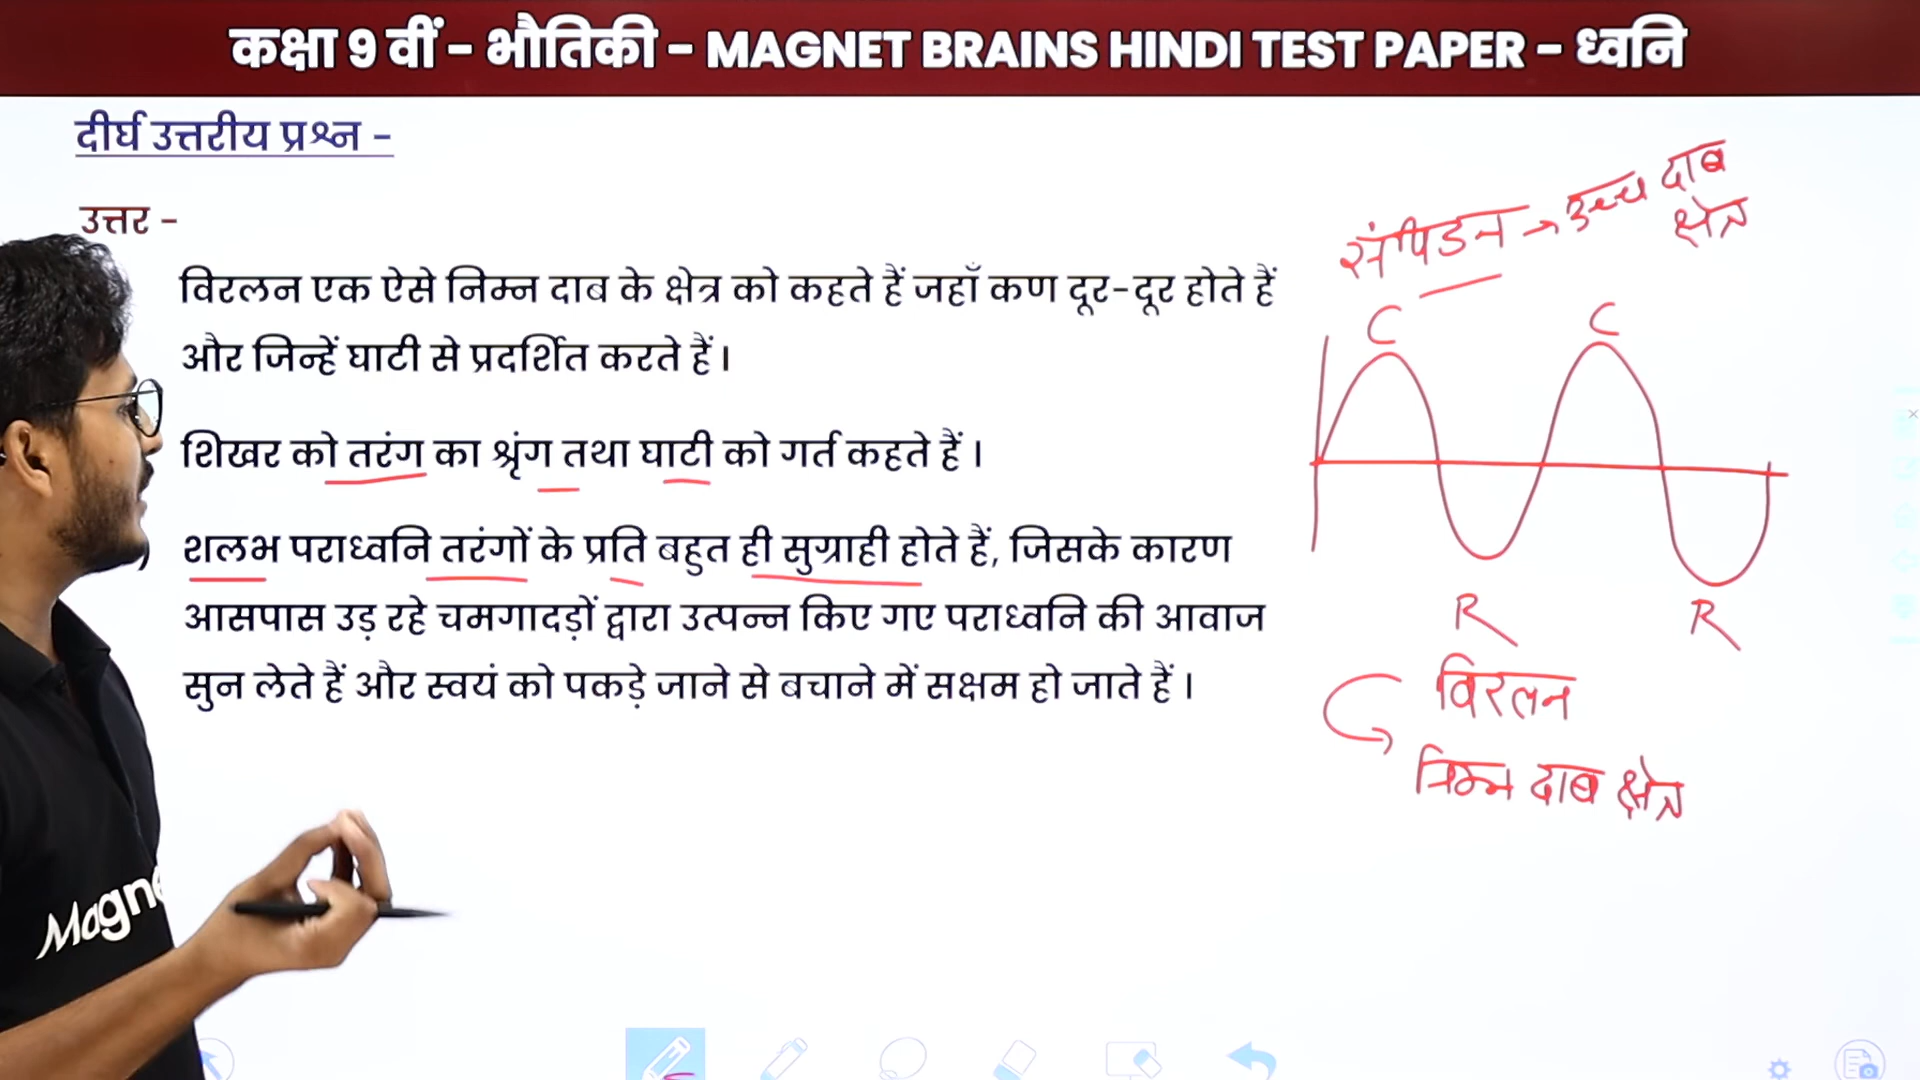 कक्षा 9 वीं - भौतिकी - MAGNET BRAINS HINDI TEST PAPER - ध्वनि
दीर्घ उत्तरीय प्रश्न -
उत्तर -
विरलन एक ऐसे निम्न दाब के क्षेत्र को कहते हैं जहाँ कण दूर-दूर होते हैं
और जिन्हें घाटी से प्रदर्शित करते हैं।
शिखर को तरंग का श्रृंग तथा घाटी को गर्त कहते हैं।
शलभ पराध्वनि तरंगों के प्रति बहुत ही सुग्राही होते हैं, जिसके कारण
आसपास उड़ रहे चमगादड़ों द्वारा उत्पन्न किए गए पराध्वनि की आवाज
सुन लेते हैं और स्वयं को पकड़े जाने से बचाने में सक्षम हो जाते हैं।
संपिडन → उच्च दाब
क्षेत्र
C C
R R
विरलन
निम्न दाब क्षेत्र
Magne